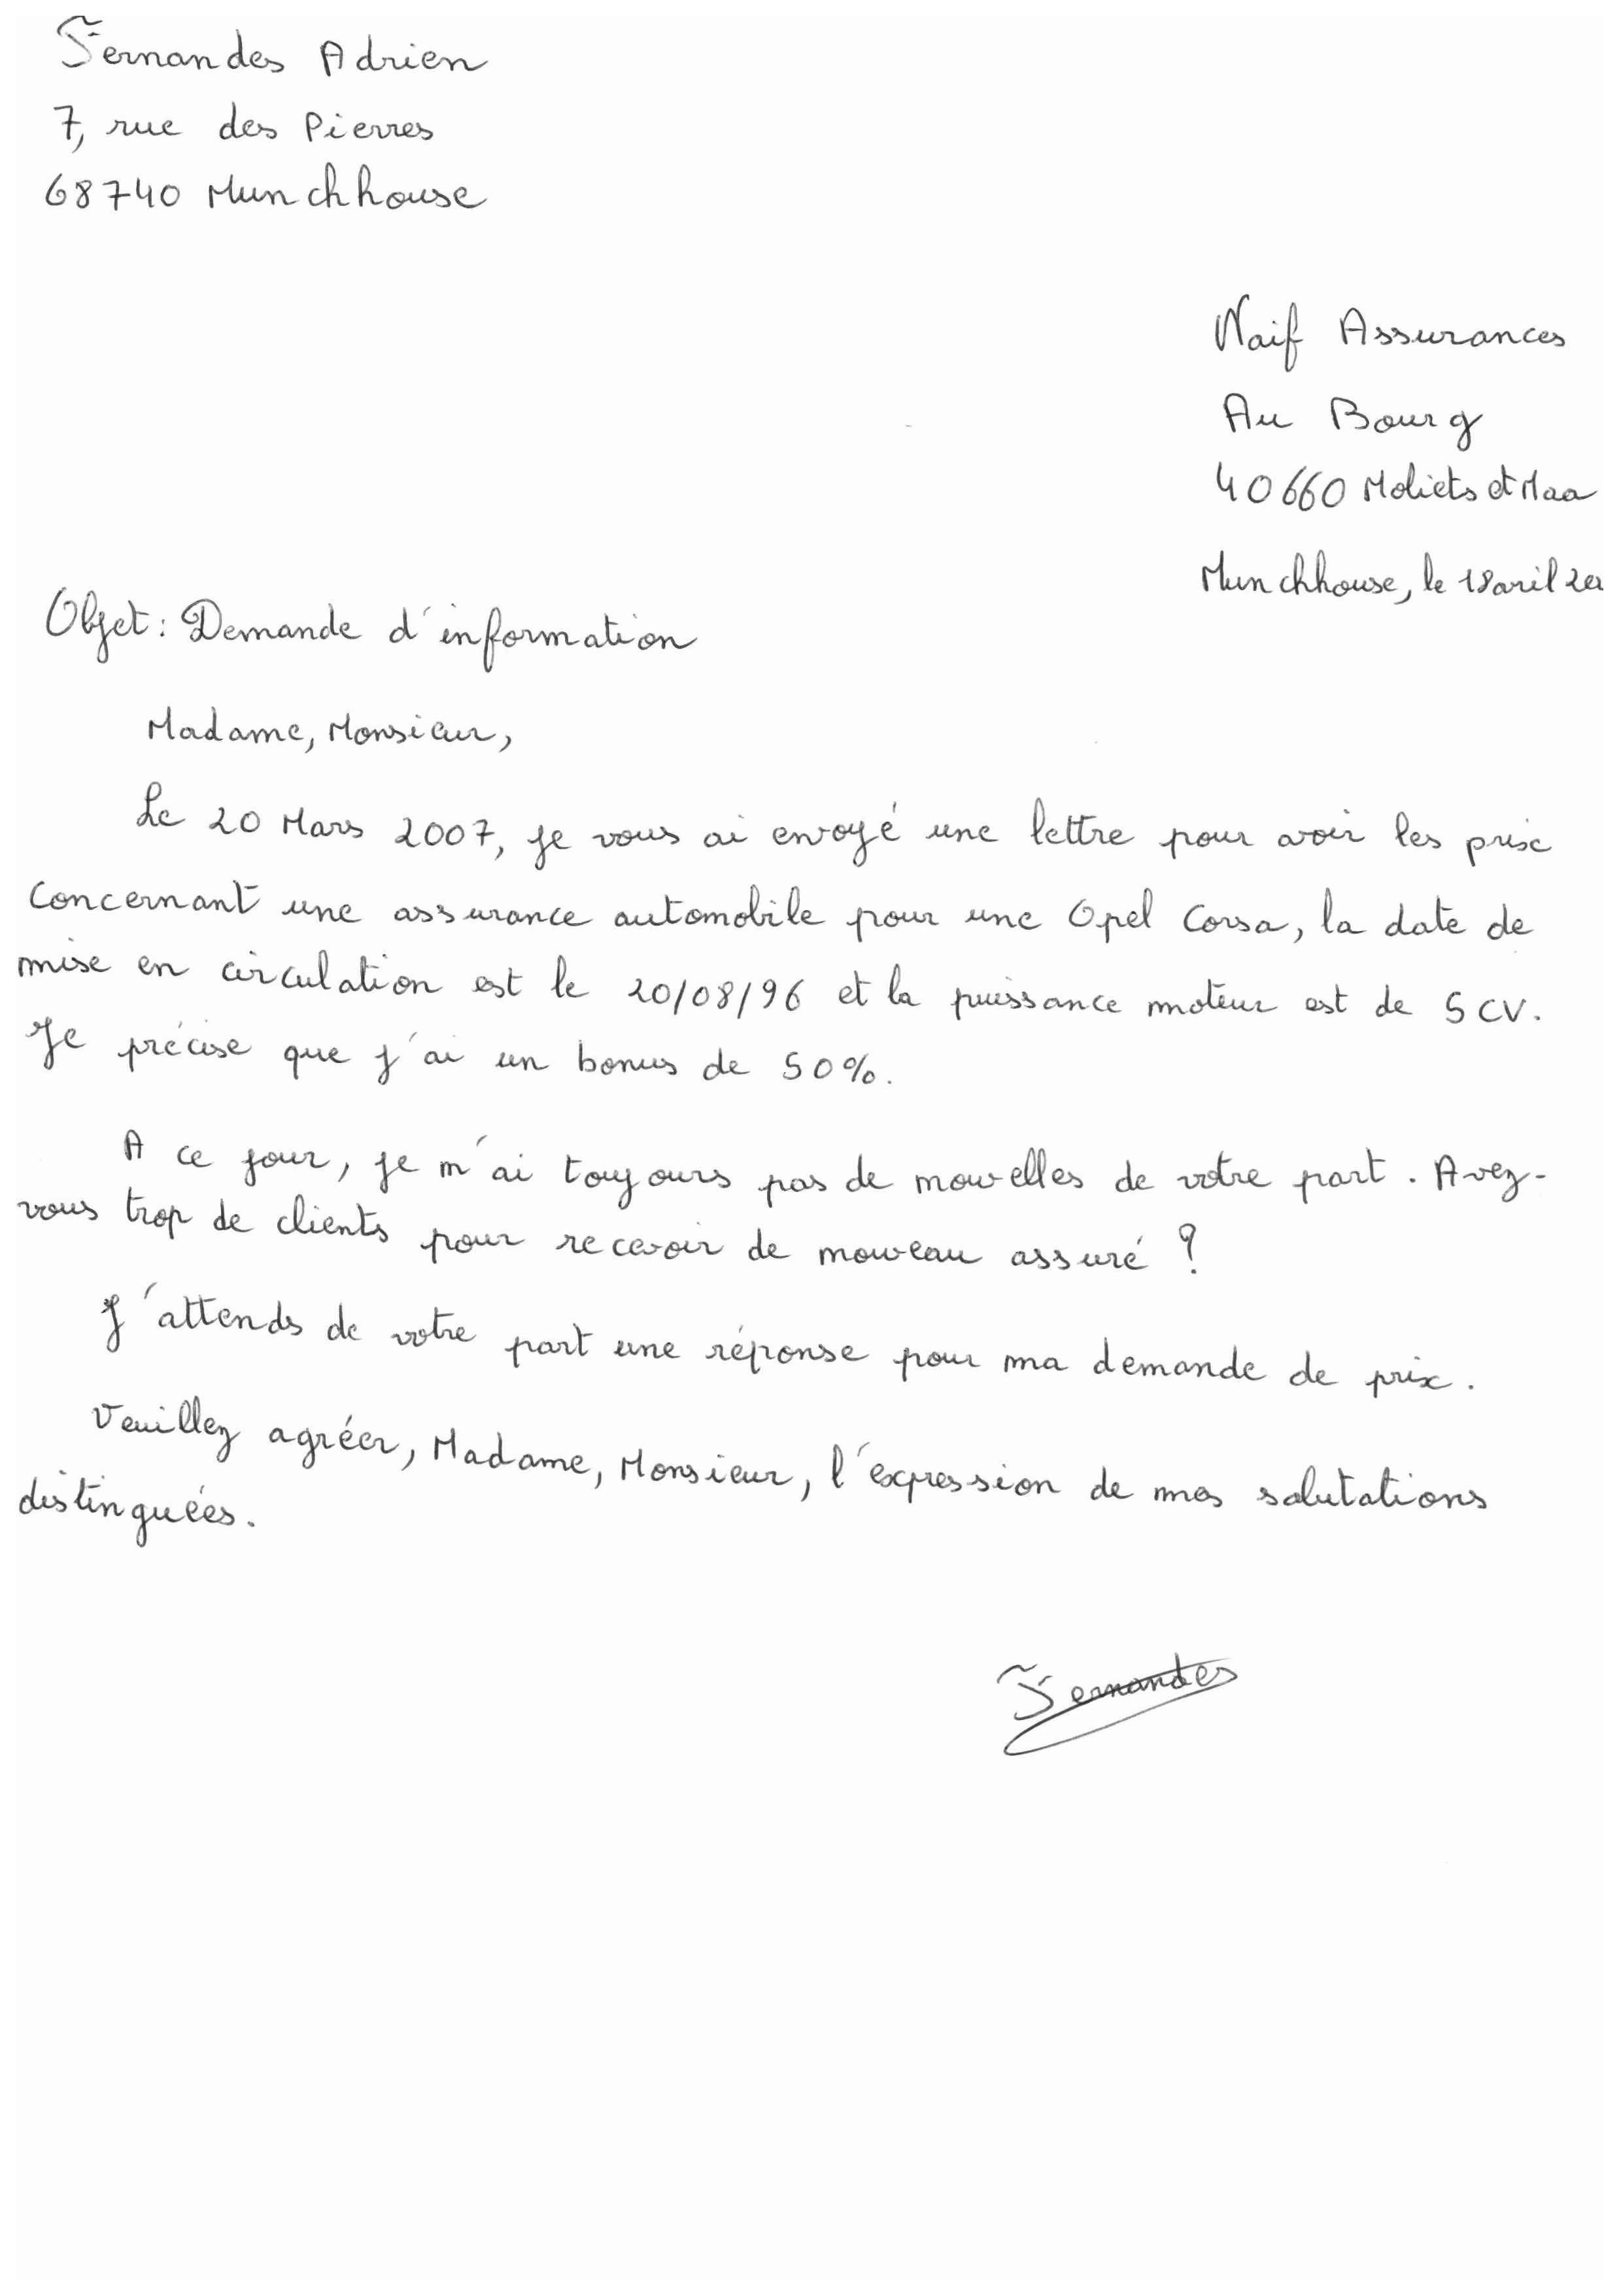 Fernandes Adrien
7, rue des Pierres
68740 Munchhouse
Naif Assurances
Au Bourg
40660 Moliets et Maa
Munchhouse, le 18 avril
Objet : Demande d'information
Madame, Monsieur,
Le 20 Mars 2007, je vous ai envoyé une lettre pour avoir les prix
concernant une assurance automobile pour une Opel Corsa, la date de
mise en circulation est le 20/08/96 et la puissance moteur est de 5 CV.
Je précise que j'ai un bonus de 50%.
A ce jour, je n'ai toujours pas de nouvelles de votre part. Avez-
vous trop de clients pour recevoir de nouveau assuré ?
J'attends de votre part une réponse pour ma demande de prix.
Veuillez agréer, Madame, Monsieur, l'expression de mes salutations
distinguées.
Fernandes